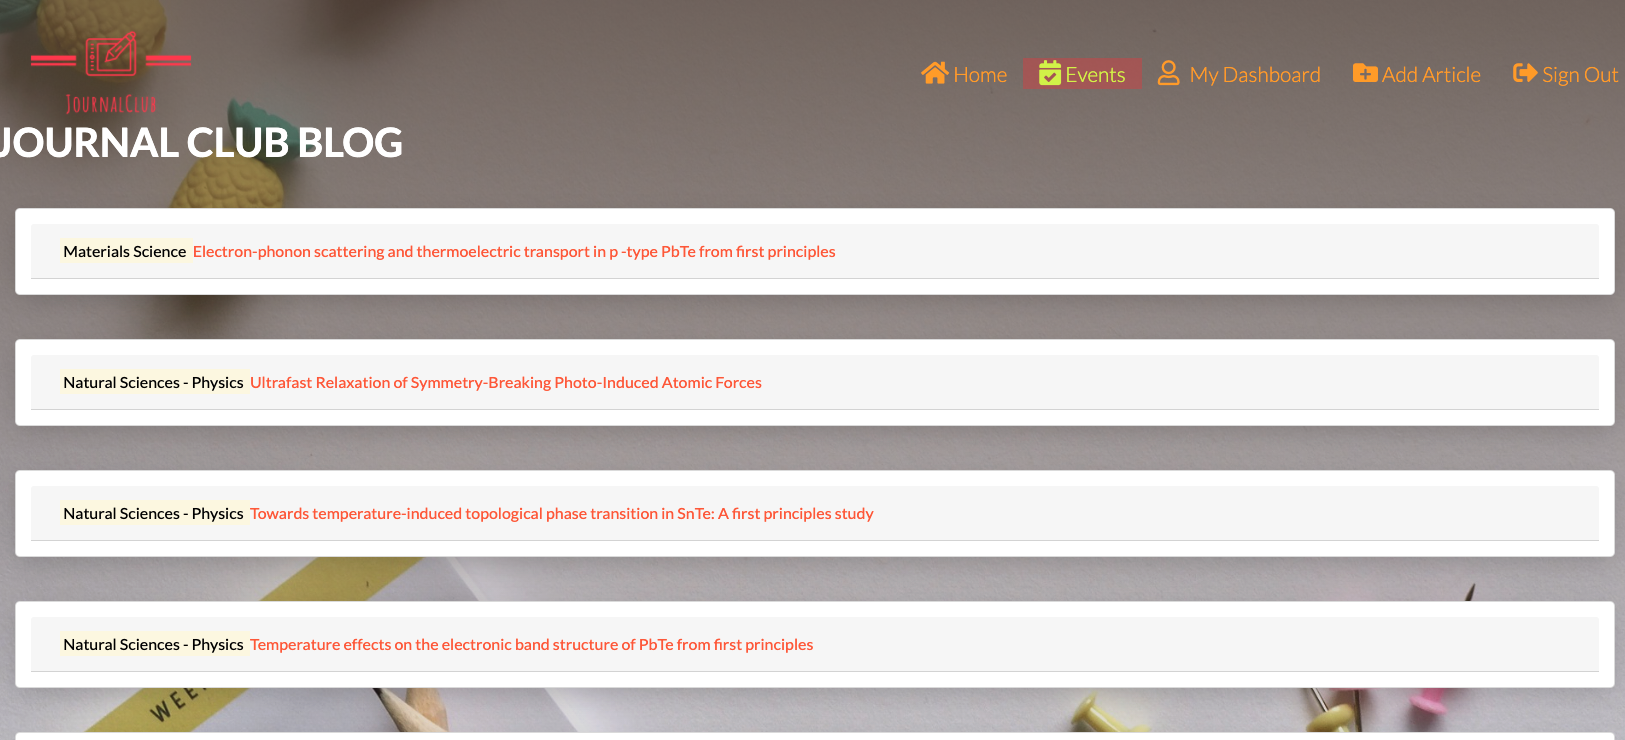 JOURNALCLUB
Home Events My Dashboard Add Article Sign Out
JOURNAL CLUB BLOG
Materials Science Electron-phonon scattering and thermoelectric transport in p -type PbTe from first principles
Natural Sciences - Physics Ultrafast Relaxation of Symmetry-Breaking Photo-Induced Atomic Forces
Natural Sciences - Physics Towards temperature-induced topological phase transition in SnTe: A first principles study
Natural Sciences - Physics Temperature effects on the electronic band structure of PbTe from first principles